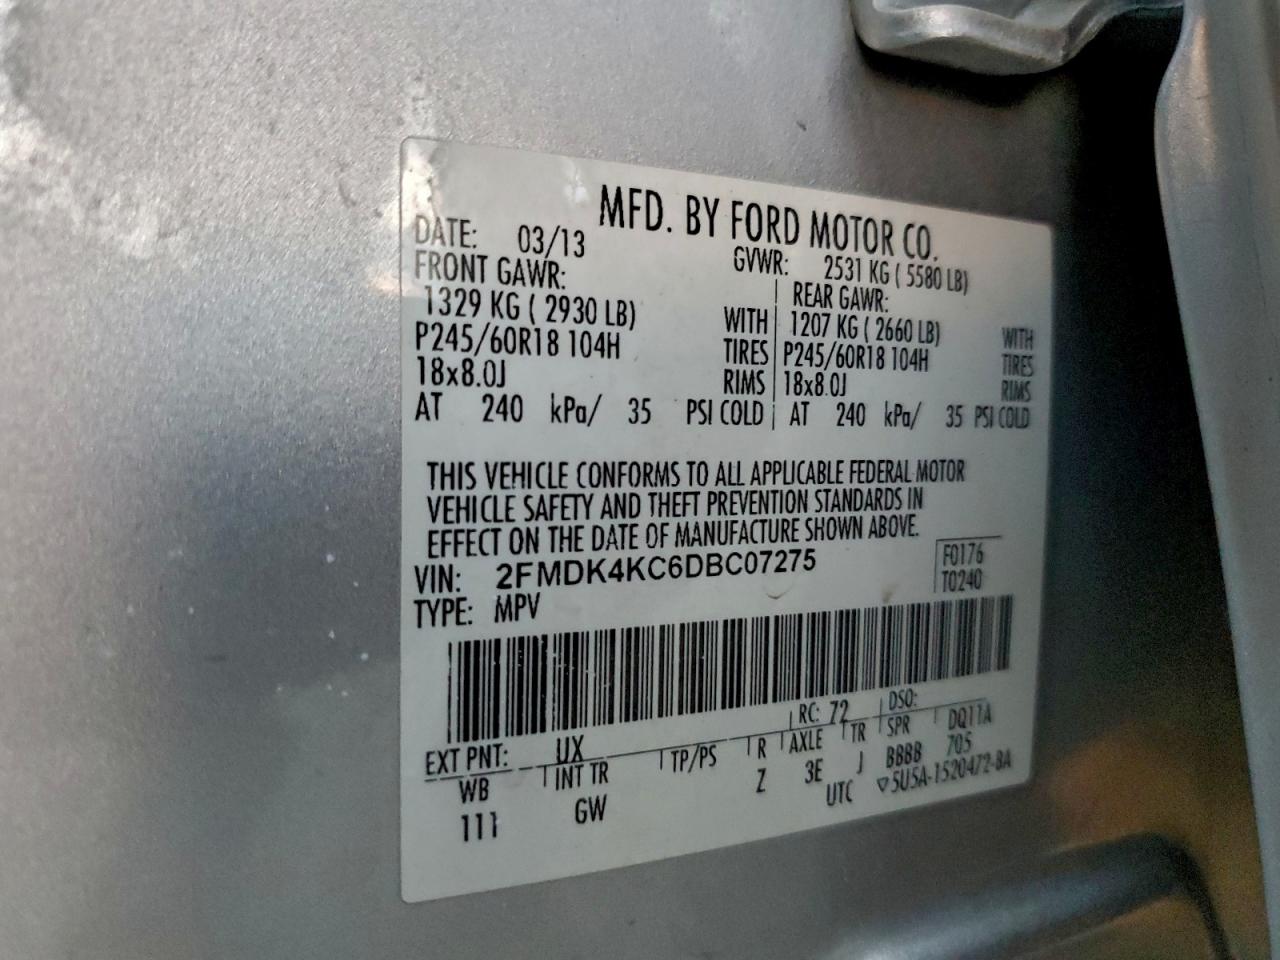 MFD. BY FORD MOTOR CO.
DATE: 03/13 GVWR: 2531 KG ( 5580 LB)
FRONT GAWR: REAR GAWR:
1329 KG ( 2930 LB) WITH 1207 KG ( 2660 LB) WITH
P245/60R18 104H TIRES P245/60R18 104H TIRES
18x8.0J RIMS 18x8.0J RIMS
AT 240 kPa/ 35 PSI COLD AT 240 kPa/ 35 PSI COLD
THIS VEHICLE CONFORMS TO ALL APPLICABLE FEDERAL MOTOR
VEHICLE SAFETY AND THEFT PREVENTION STANDARDS IN
EFFECT ON THE DATE OF MANUFACTURE SHOWN ABOVE.
VIN: 2FMDK4KC6DBC07275 F0176
TYPE: MPV T0240
EXT PNT: UX RC: 72 DSO:
WB INT TR TP/PS R AXLE TR SPR DQ11A
111 GW Z 3E J BBBB 705
UTC ▽5U5A-1520472-BA